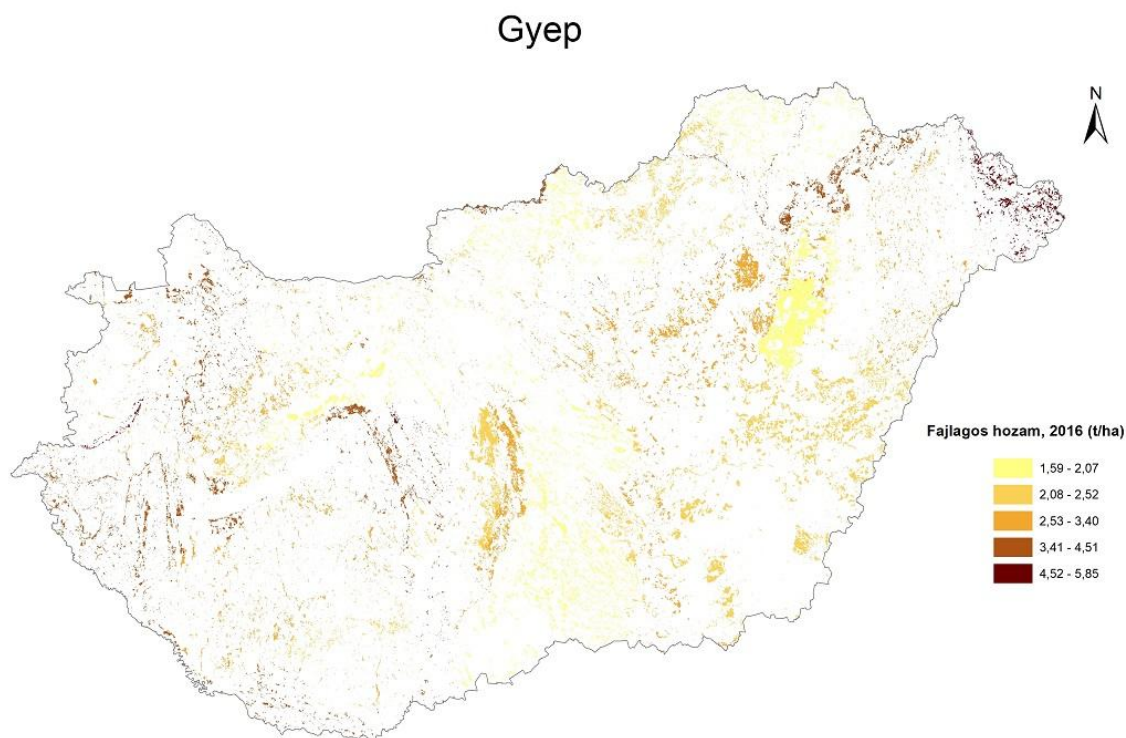 Gyep
N
Fajlagos hozam, 2016 (t/ha)
1,59 - 2,07
2,08 - 2,52
2,53 - 3,40
3,41 - 4,51
4,52 - 5,85